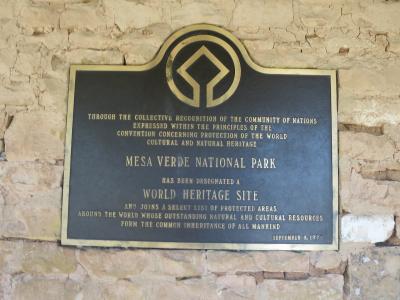 THROUGH THE COLLECTIVE RECOGNITION OF THE COMMUNITY OF NATIONS
EXPRESSED WITHIN THE PRINCIPLES OF THE
CONVENTION CONCERNING PROTECTION OF THE WORLD
CULTURAL AND NATURAL HERITAGE
MESA VERDE NATIONAL PARK
HAS BEEN DESIGNATED A
WORLD HERITAGE SITE
AND JOINS A SELECT LIST OF PROTECTED AREAS
AROUND THE WORLD WHOSE OUTSTANDING NATURAL AND CULTURAL RESOURCES
FORM THE COMMON INHERITANCE OF ALL MANKIND
SEPTEMBER